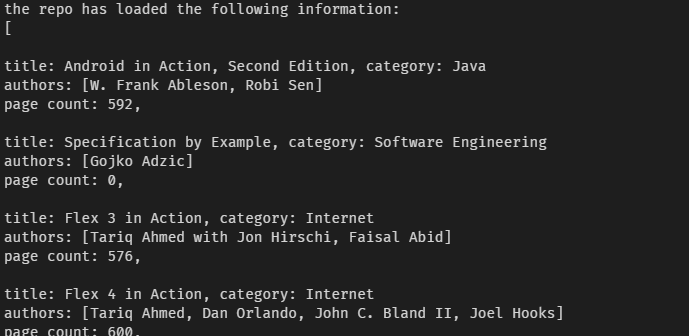 the repo has loaded the following information:
[
title: Android in Action, Second Edition, category: Java
authors: [W. Frank Ableson, Robi Sen]
page count: 592,
title: Specification by Example, category: Software Engineering
authors: [Gojko Adzic]
page count: 0,
title: Flex 3 in Action, category: Internet
authors: [Tariq Ahmed with Jon Hirschi, Faisal Abid]
page count: 576,
title: Flex 4 in Action, category: Internet
authors: [Tariq Ahmed, Dan Orlando, John C. Bland II, Joel Hooks]
page count: 600,